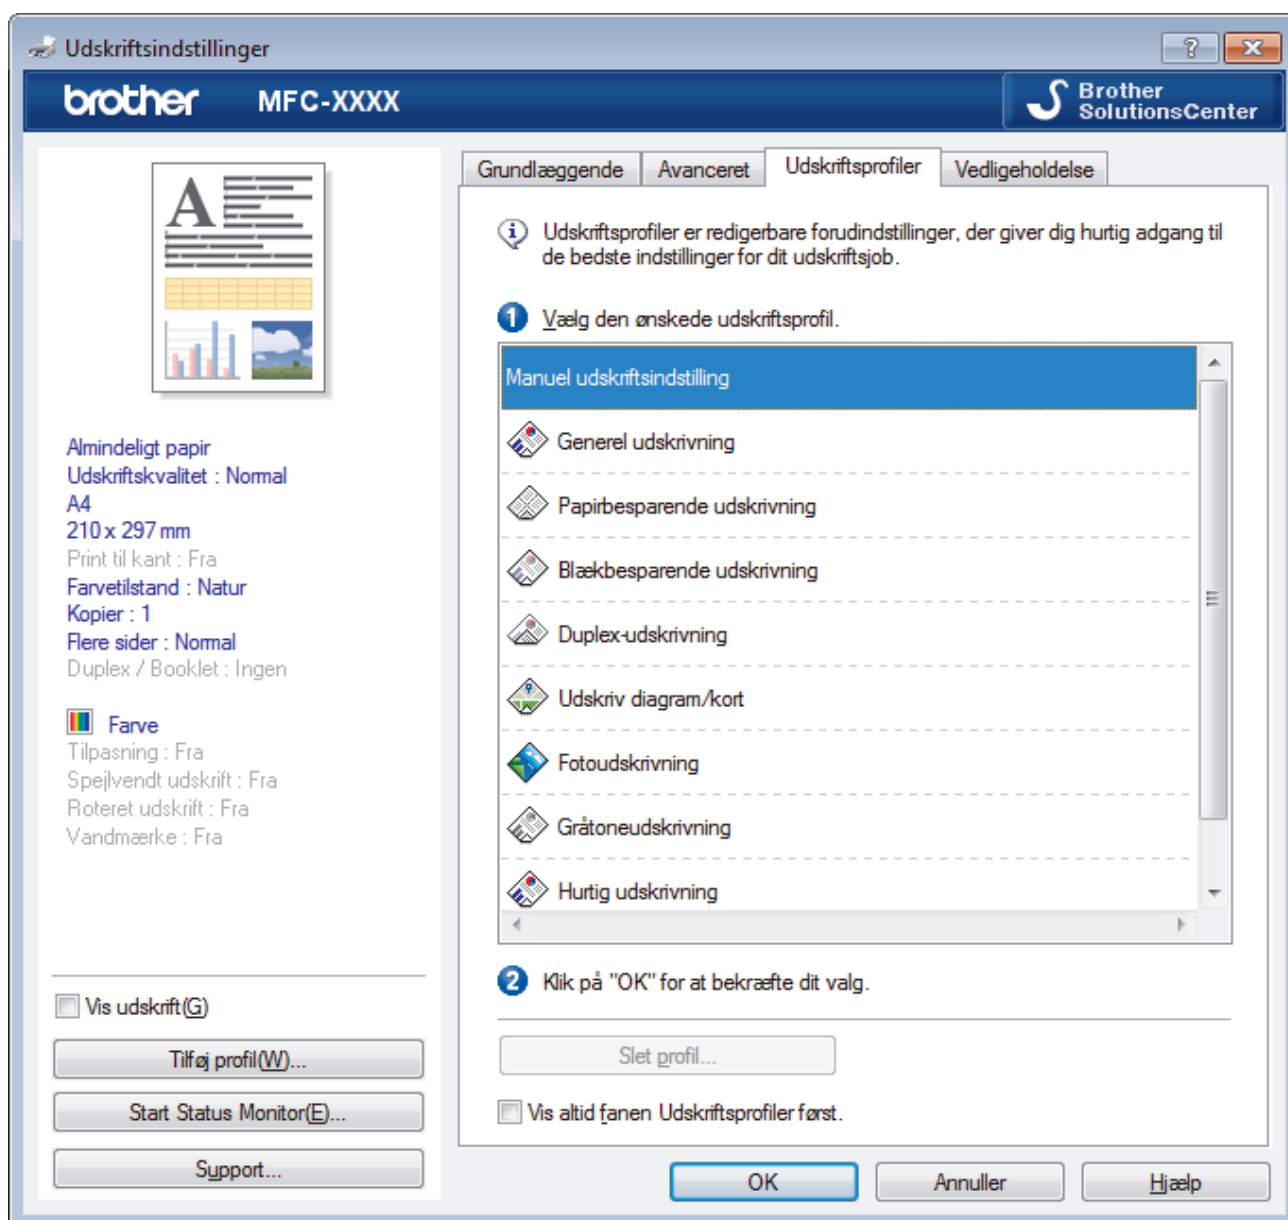 Udskriftsindstillinger
brother MFC-XXXX
Brother
SolutionsCenter
Almindeligt papir
Udskriftskvalitet : Normal
A4
210 x 297 mm
Print til kant : Fra
Farvetilstand : Natur
Kopier : 1
Flere sider : Normal
Duplex / Booklet : Ingen
Farve
Tilpasning : Fra
Spejlvendt udskrift : Fra
Roteret udskrift : Fra
Vandmærke : Fra
Vis udskrift(G)
Tilføj profil(W)...
Start Status Monitor(E)...
Support...
Grundlæggende Avanceret Udskriftsprofiler Vedligeholdelse
Udskriftsprofiler er redigerbare forudindstillinger, der giver dig hurtig adgang til
de bedste indstillinger for dit udskriftsjob.
1 Vælg den ønskede udskriftsprofil.
Manuel udskriftsindstilling
Generel udskrivning
Papirbesparende udskrivning
Blækbesparende udskrivning
Duplex-udskrivning
Udskriv diagram/kort
Fotoudskrivning
Gråtoneudskrivning
Hurtig udskrivning
2 Klik på "OK" for at bekræfte dit valg.
Slet profil...
Vis altid fanen Udskriftsprofiler først.
OK Annuller Hjælp